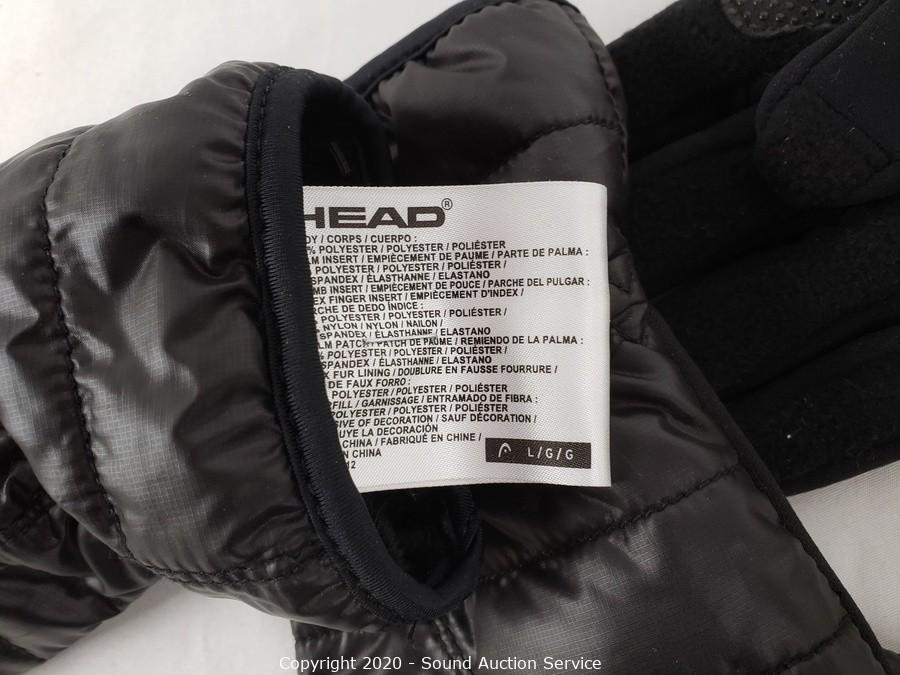 HEAD®
DY / CORPS / CUERPO :
% POLYESTER / POLYESTER / POLIÉSTER
LM INSERT / EMPIÈCEMENT DE PAUME / PARTE DE PALMA :
POLYESTER / POLYESTER / POLIÉSTER /
SPANDEX / ÉLASTHANNE / ELASTANO
MB INSERT / EMPIÈCEMENT DE POUCE / PARCHE DEL PULGAR :
EX FINGER INSERT / EMPIÈCEMENT D'INDEX /
RCHE DE DEDO ÍNDICE :
POLYESTER / POLYESTER / POLIÉSTER /
NYLON / NYLON / NAILON /
SPANDEX / ÉLASTHANNE / ELASTANO
LM PATCH / PATCH DE PAUME / REMIENDO DE LA PALMA :
% POLYESTER / POLYESTER / POLIÉSTER /
SPANDEX / ÉLASTHANNE / ELASTANO
X FUR LINING / DOUBLURE EN FAUSSE FOURRURE /
DE FAUX FORRO :
POLYESTER / POLYESTER / POLIÉSTER
RFILL / GARNISSAGE / ENTRAMADO DE FIBRA :
POLYESTER / POLYESTER / POLIÉSTER
SIVE OF DECORATION / SAUF DÉCORATION /
UYE LA DECORACIÓN
CHINA / FABRIQUÉ EN CHINE /
N CHINA
12
L/G/G
Copyright 2020 - Sound Auction Service